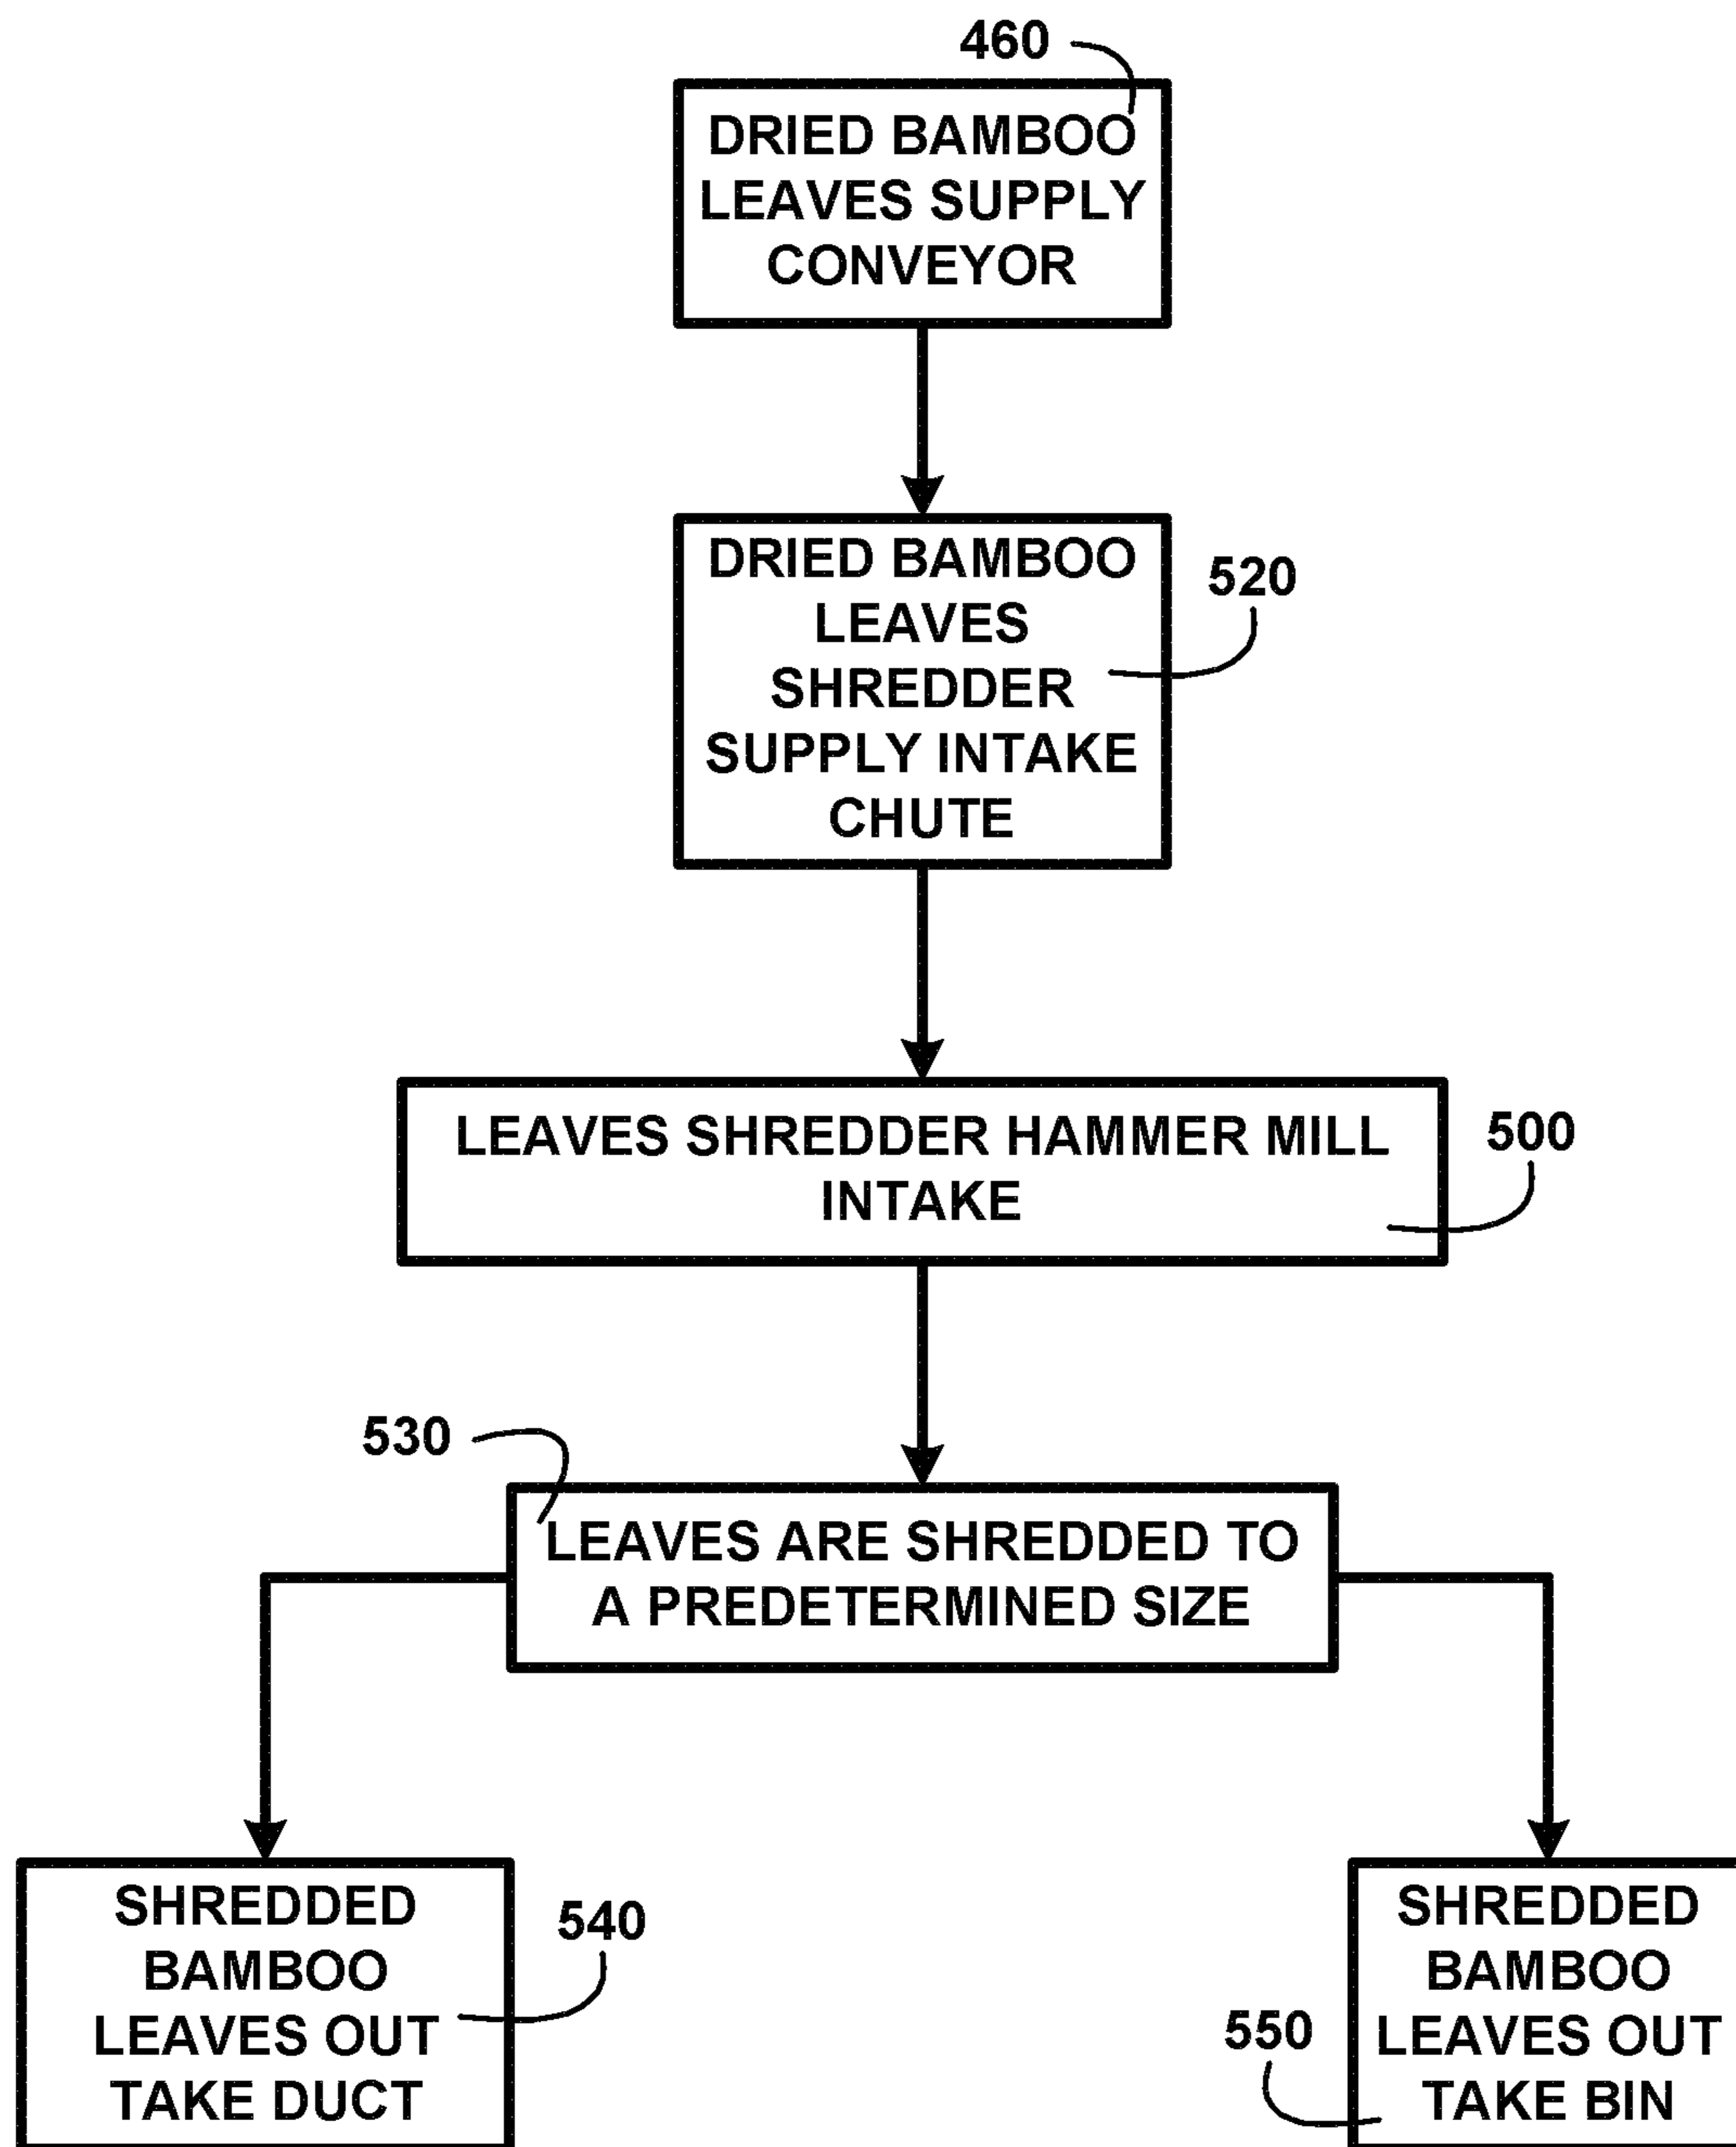 460
DRIED BAMBOO
LEAVES SUPPLY
CONVEYOR
DRIED BAMBOO
LEAVES
SHREDDER
SUPPLY INTAKE
CHUTE
520
LEAVES SHREDDER HAMMER MILL
INTAKE
500
530
LEAVES ARE SHREDDED TO
A PREDETERMINED SIZE
SHREDDED
BAMBOO
LEAVES OUT
TAKE DUCT
540
550
SHREDDED
BAMBOO
LEAVES OUT
TAKE BIN